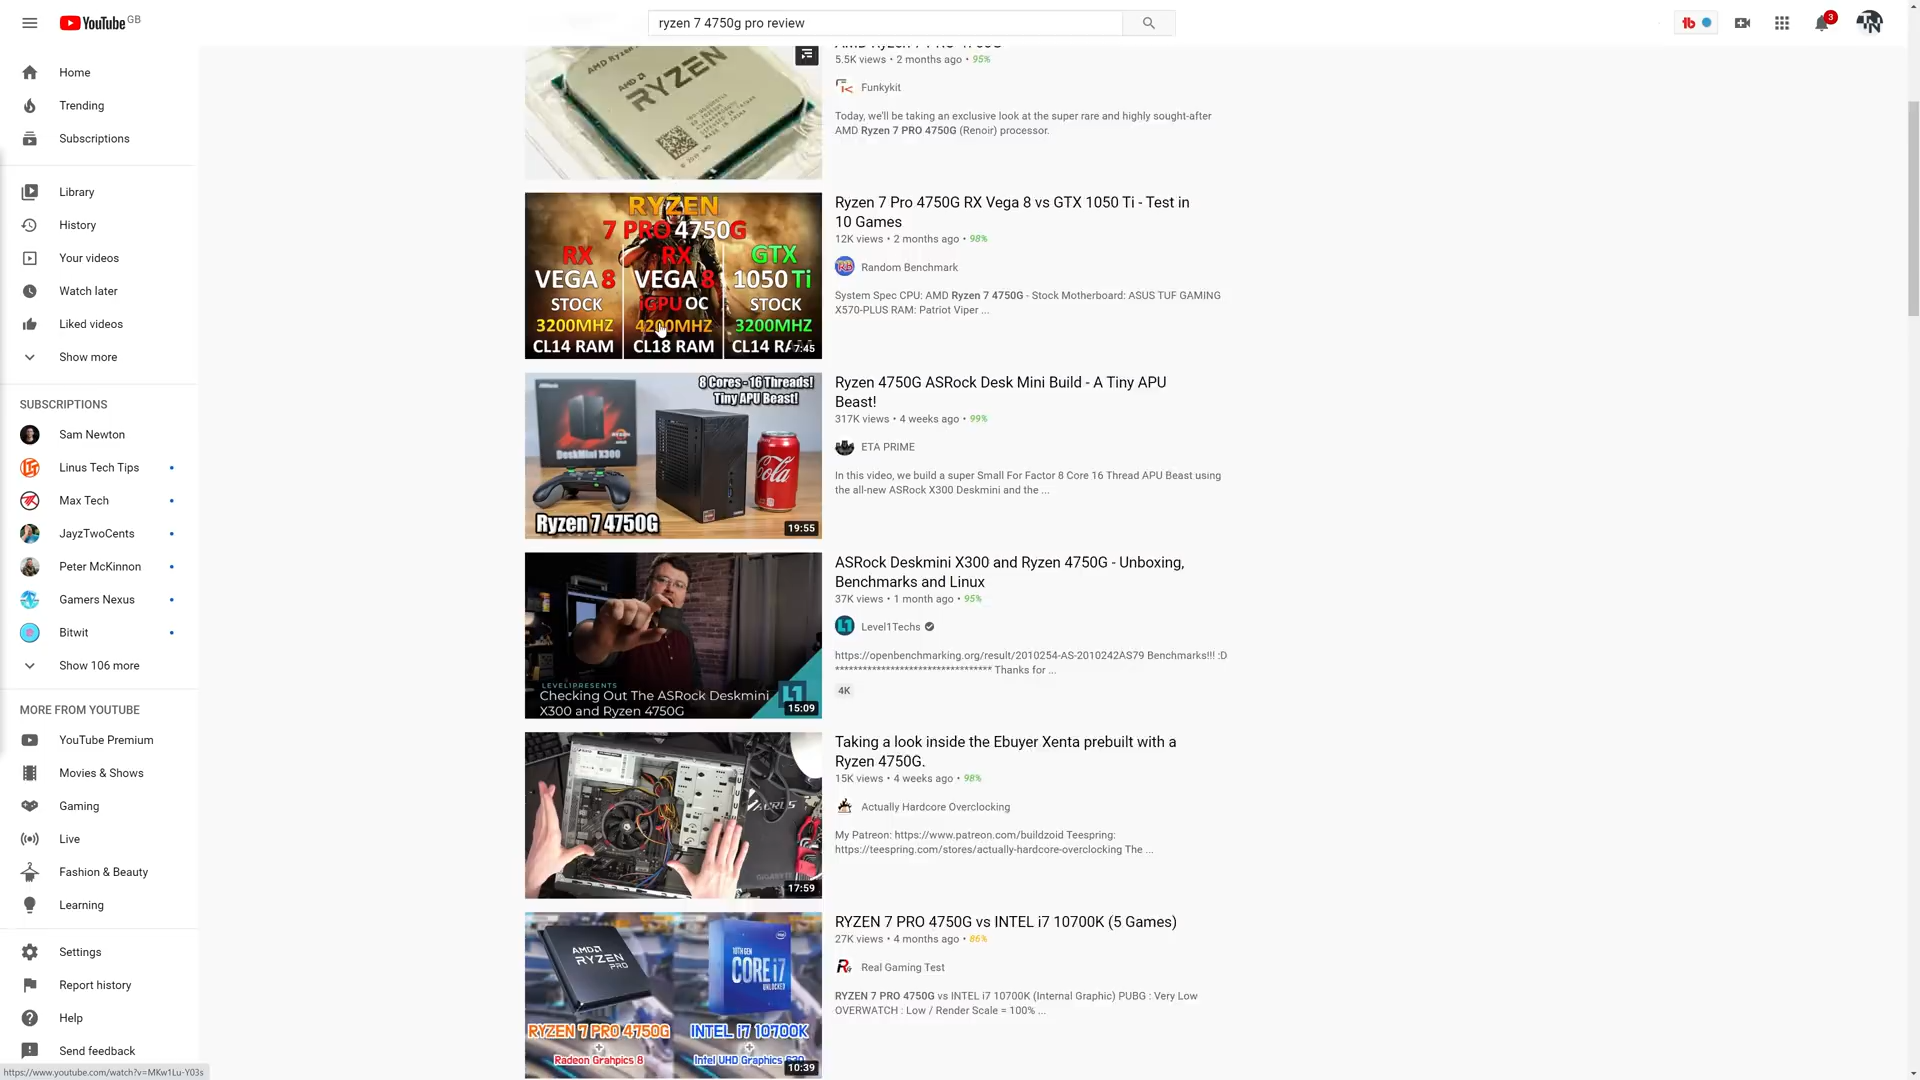 YouTube GB
ryzen 7 4750g pro review
3
Home
Trending
Subscriptions
Library
History
Your videos
Watch later
Liked videos
Show more
SUBSCRIPTIONS
Sam Newton
Linus Tech Tips
Max Tech
JayzTwoCents
Peter McKinnon
Gamers Nexus
Bitwit
Show 106 more
MORE FROM YOUTUBE
YouTube Premium
Movies & Shows
Gaming
Live
Fashion & Beauty
Learning
Settings
Report history
Help
Send feedback
https://www.youtube.com/watch?v=MKw1Lu-Y03s
AMD RYZEN
5.5K views • 2 months ago • 95%
Funkykit
Today, we'll be taking an exclusive look at the super rare and highly sought-after
AMD Ryzen 7 PRO 4750G (Renoir) processor.
RYZEN
7 PRO 4750G
RX
VEGA 8
STOCK
3200MHZ
CL14 RAM
RX
VEGA 8
iGPU OC
4200MHZ
CL18 RAM
GTX
1050 Ti
STOCK
3200MHZ
CL14
7:45
Ryzen 7 Pro 4750G RX Vega 8 vs GTX 1050 Ti - Test in
10 Games
12K views • 2 months ago • 98%
Random Benchmark
System Spec CPU: AMD Ryzen 7 4750G - Stock Motherboard: ASUS TUF GAMING
X570-PLUS RAM: Patriot Viper ...
8 Cores - 16 Threads!
Tiny APU Beast!
DeskMini X300
Coca-Cola
Ryzen 7 4750G
19:55
Ryzen 4750G ASRock Desk Mini Build - A Tiny APU
Beast!
317K views • 4 weeks ago • 99%
ETA PRIME
In this video, we build a super Small For Factor 8 Core 16 Thread APU Beast using
the all-new ASRock X300 Deskmini and the ...
LEVEL1PRESENTS
Checking Out The ASRock Deskmini
X300 and Ryzen 4750G
L1
15:09
ASRock Deskmini X300 and Ryzen 4750G - Unboxing,
Benchmarks and Linux
37K views • 1 month ago • 95%
Level1Techs
https://openbenchmarking.org/result/2010254-AS-2010242AS79 Benchmarks!!! :D
********************************** Thanks for ...
4K
GIGABYTE
17:59
Taking a look inside the Ebuyer Xenta prebuilt with a
Ryzen 4750G.
15K views • 4 weeks ago • 98%
Actually Hardcore Overclocking
My Patreon: https://www.patreon.com/buildzoid Teespring:
https://teespring.com/stores/actually-hardcore-overclocking The ...
AMD
RYZEN
PRO
intel
10TH GEN
CORE i7
UNLOCKED
RYZEN 7 PRO 4750G
+
Radeon Grahpics 8
INTEL i7 10700K
+
Intel UHD Graphics 630
10:39
RYZEN 7 PRO 4750G vs INTEL i7 10700K (5 Games)
27K views • 4 months ago • 86%
Real Gaming Test
RYZEN 7 PRO 4750G vs INTEL i7 10700K (Internal Graphic) PUBG : Very Low
OVERWATCH : Low / Render Scale = 100% ...